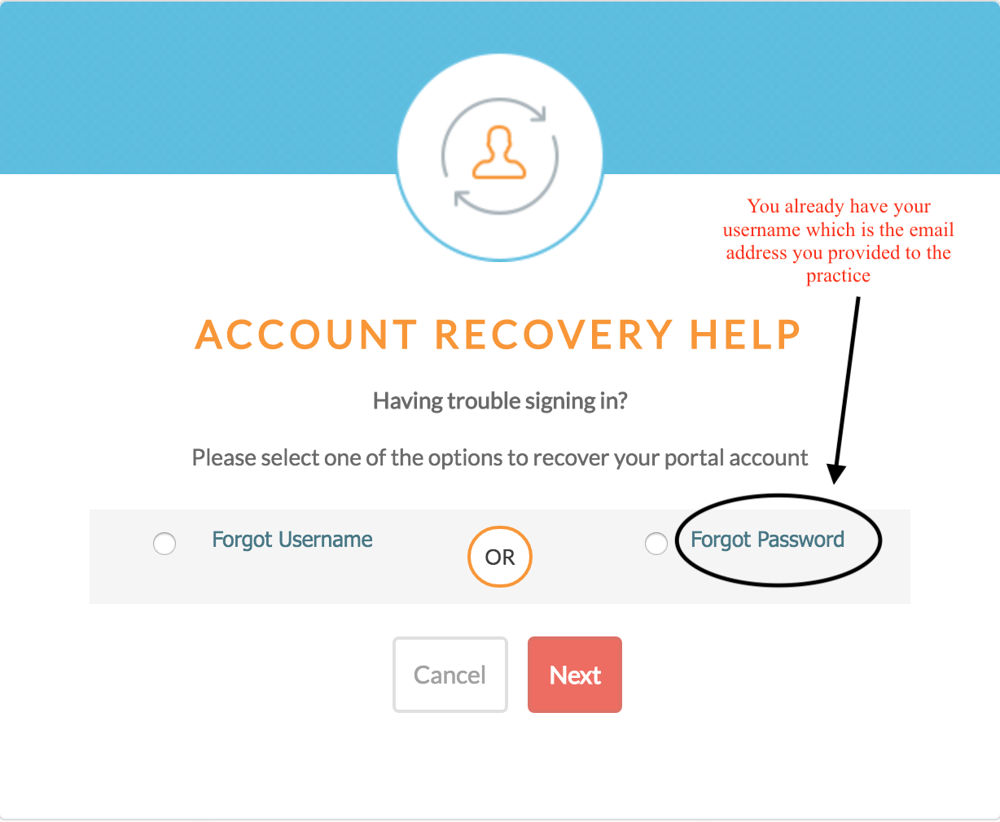 You already have your
username which is the email
address you provided to the
practice
ACCOUNT RECOVERY HELP
Having trouble signing in?
Please select one of the options to recover your portal account
Forgot Username
OR
Forgot Password
Cancel
Next